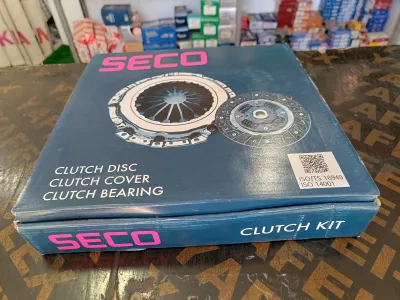 SECO
CLUTCH DISC
CLUTCH COVER
CLUTCH BEARING
ISO/TS 16949
ISO 14001
SECO
CLUTCH KIT